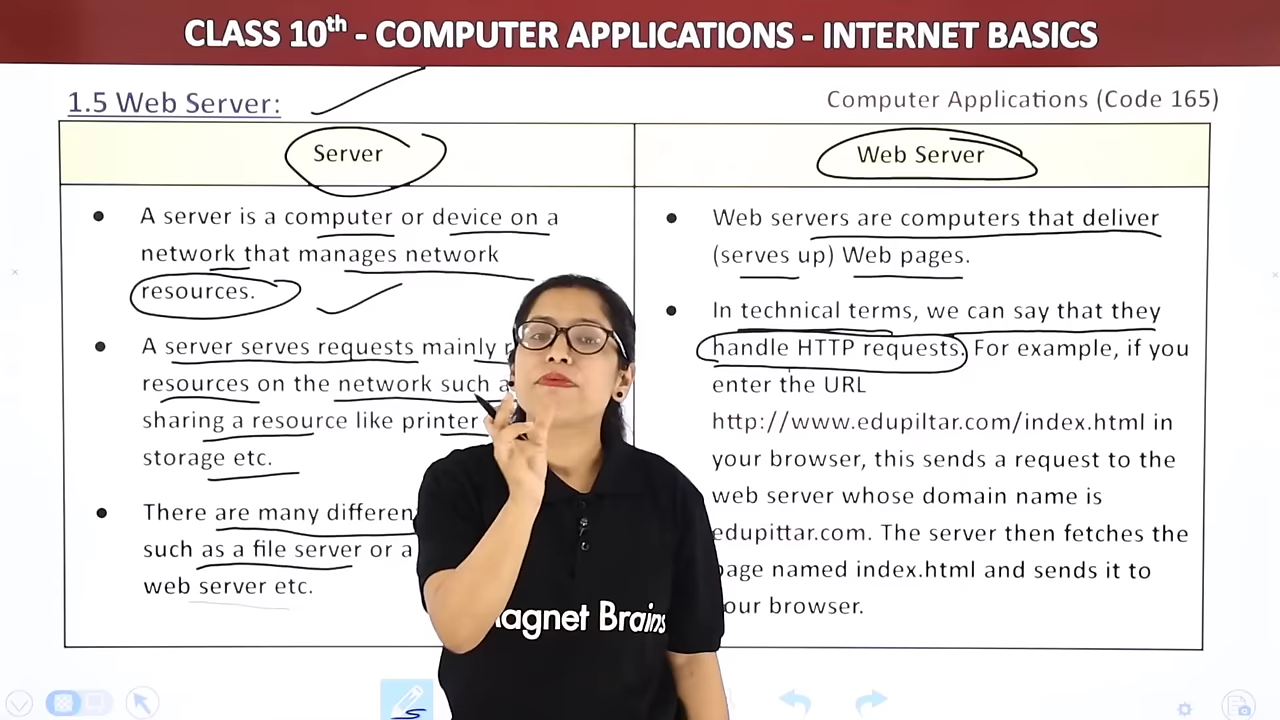 CLASS 10th - COMPUTER APPLICATIONS - INTERNET BASICS
1.5 Web Server:
Computer Applications (Code 165)
Server
Web Server
A server is a computer or device on a
network that manages network
resources.
A server serves requests mainly
resources on the network such
sharing a resource like printer
storage etc.
There are many
such as a file server or a
web server etc.
Web servers are computers that deliver
(serves up) Web pages.
In technical terms, we can say that they
handle HTTP requests. For example, if you
enter the URL
http://www.edupiltar.com/index.html in
your browser, this sends a request to the
web server whose domain name is
edupittar.com. The server then fetches the
page named index.html and sends it to
your browser.
Magnet Brains